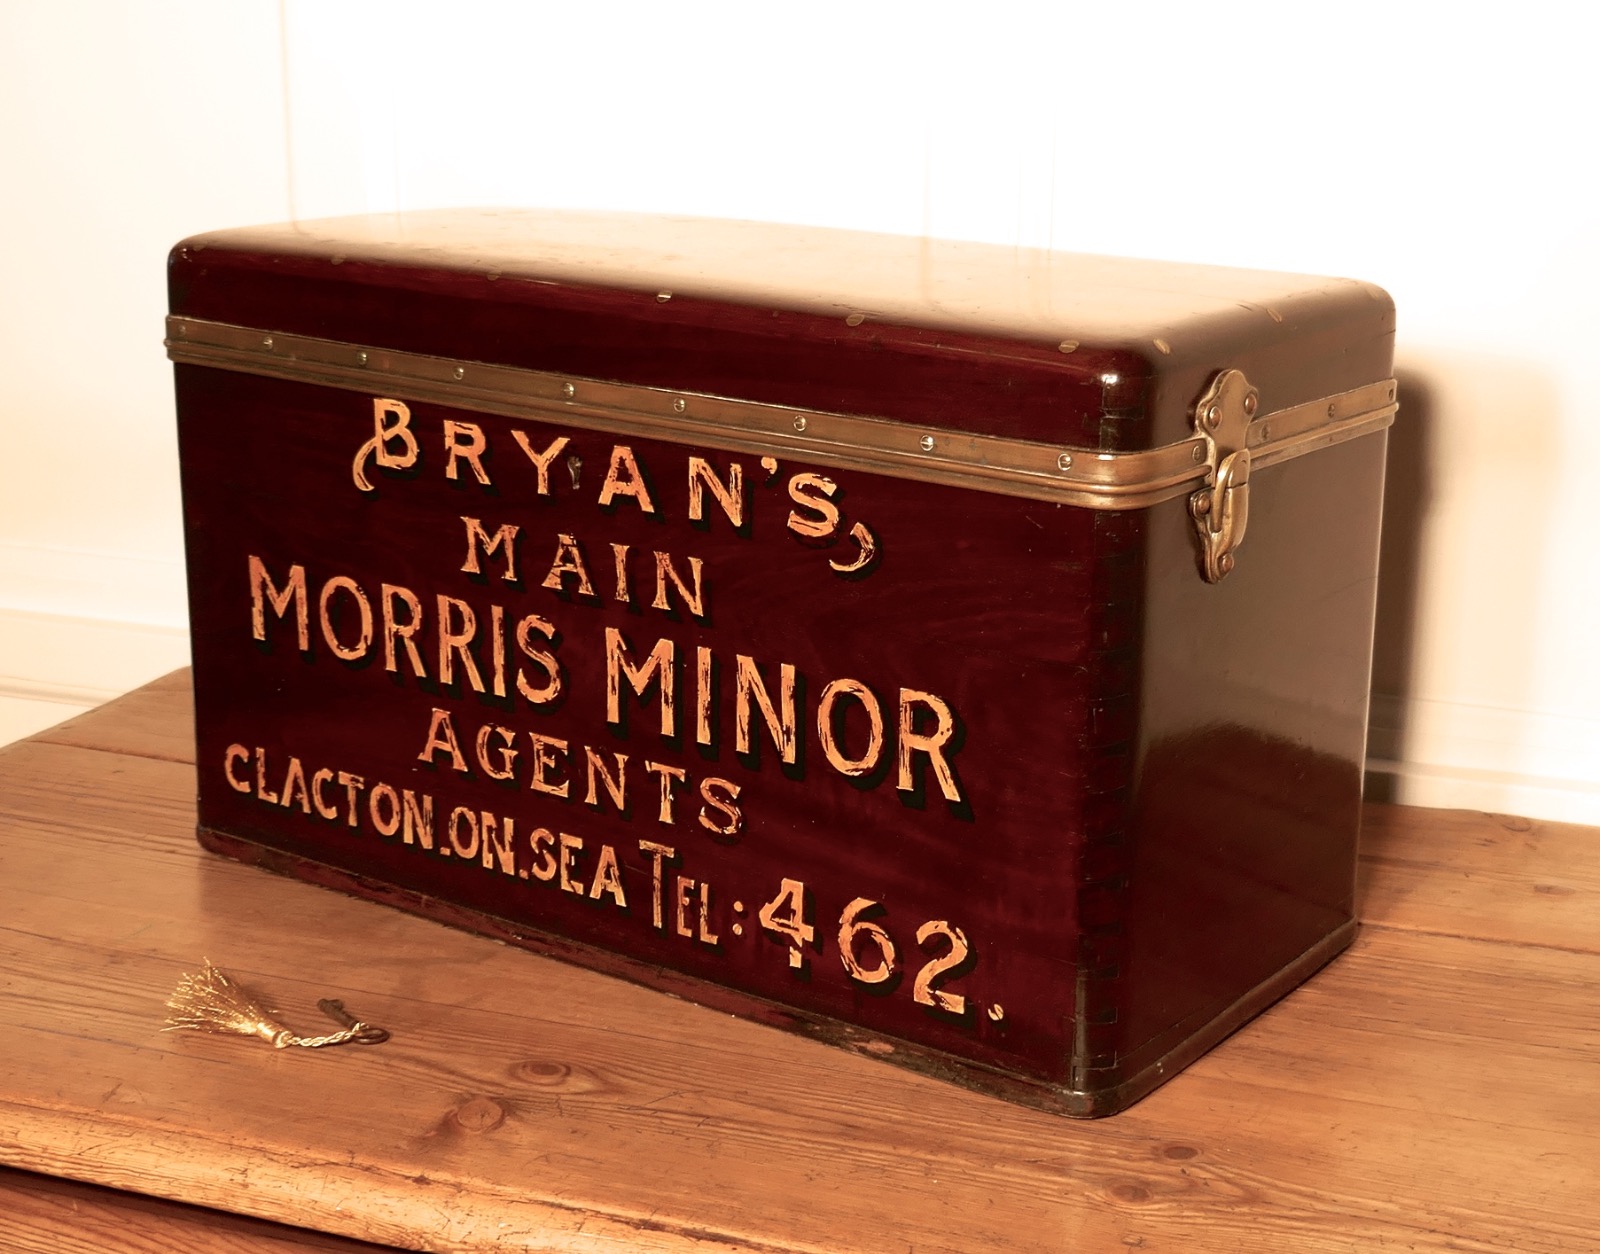 BRYAN'S,
MAIN
MORRIS MINOR
AGENTS
CLACTON.ON.SEA TEL: 462.